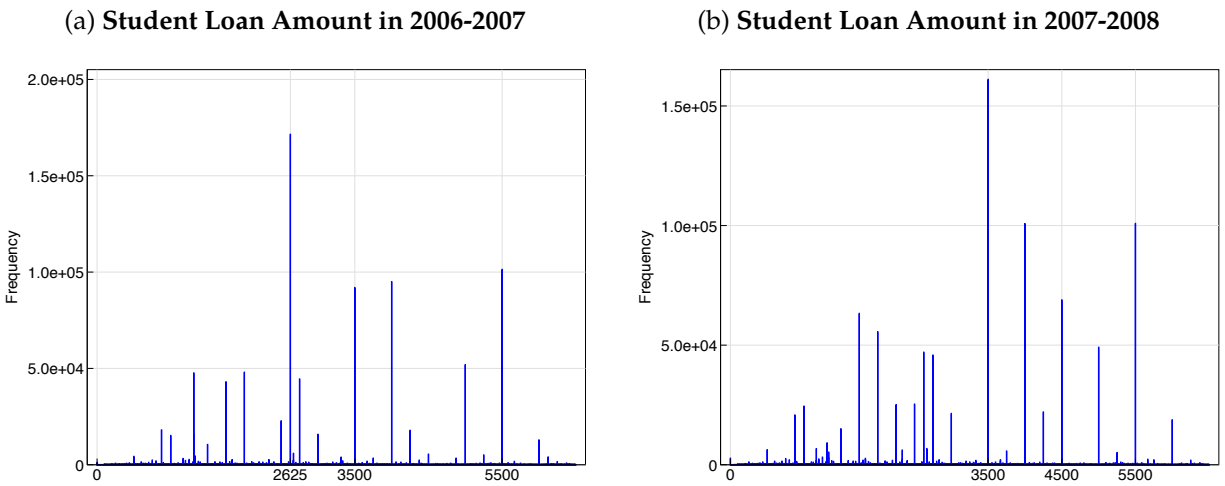 (a) Student Loan Amount in 2006-2007
2.0e+05
1.5e+05
1.0e+05
5.0e+04
0
Frequency
0 2625 3500 5500
(b) Student Loan Amount in 2007-2008
1.5e+05
1.0e+05
5.0e+04
0
Frequency
0 3500 4500 5500